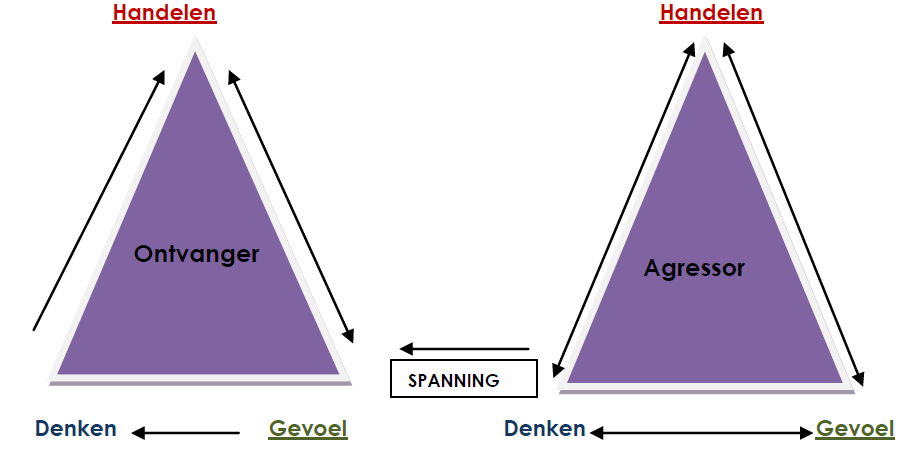 Handelen
Handelen
Ontvanger
Agressor
SPANNING
Denken
Gevoel
Denken
Gevoel